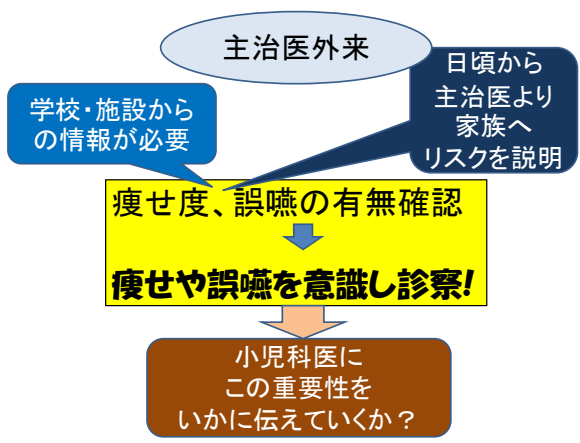 主治医外来
日頃から
主治医より
家族へ
リスクを説明
学校・施設から
の情報が必要
痩せ度、誤嚥の有無確認
痩せや誤嚥を意識し診察!
小児科医に
この重要性を
いかに伝えていくか？